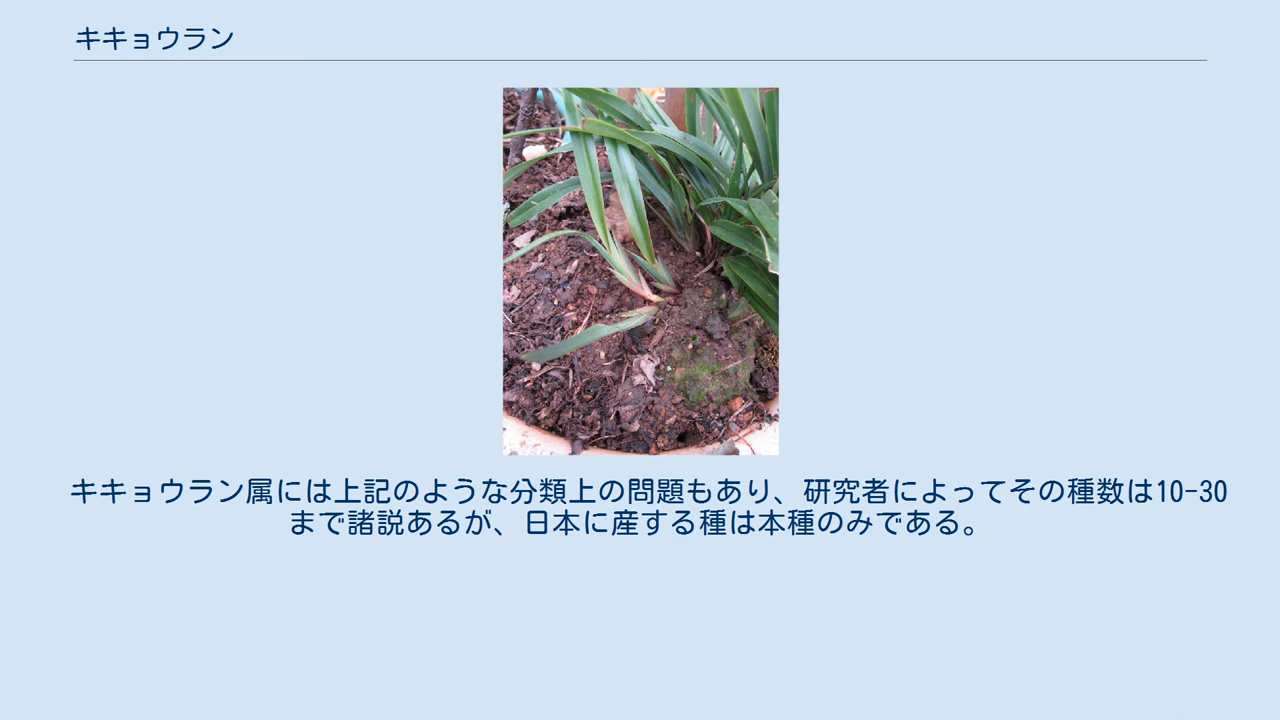 キキョウラン
キキョウラン属には上記のような分類上の問題もあり、研究者によってその種数は10-30
まで諸説あるが、日本に産する種は本種のみである。